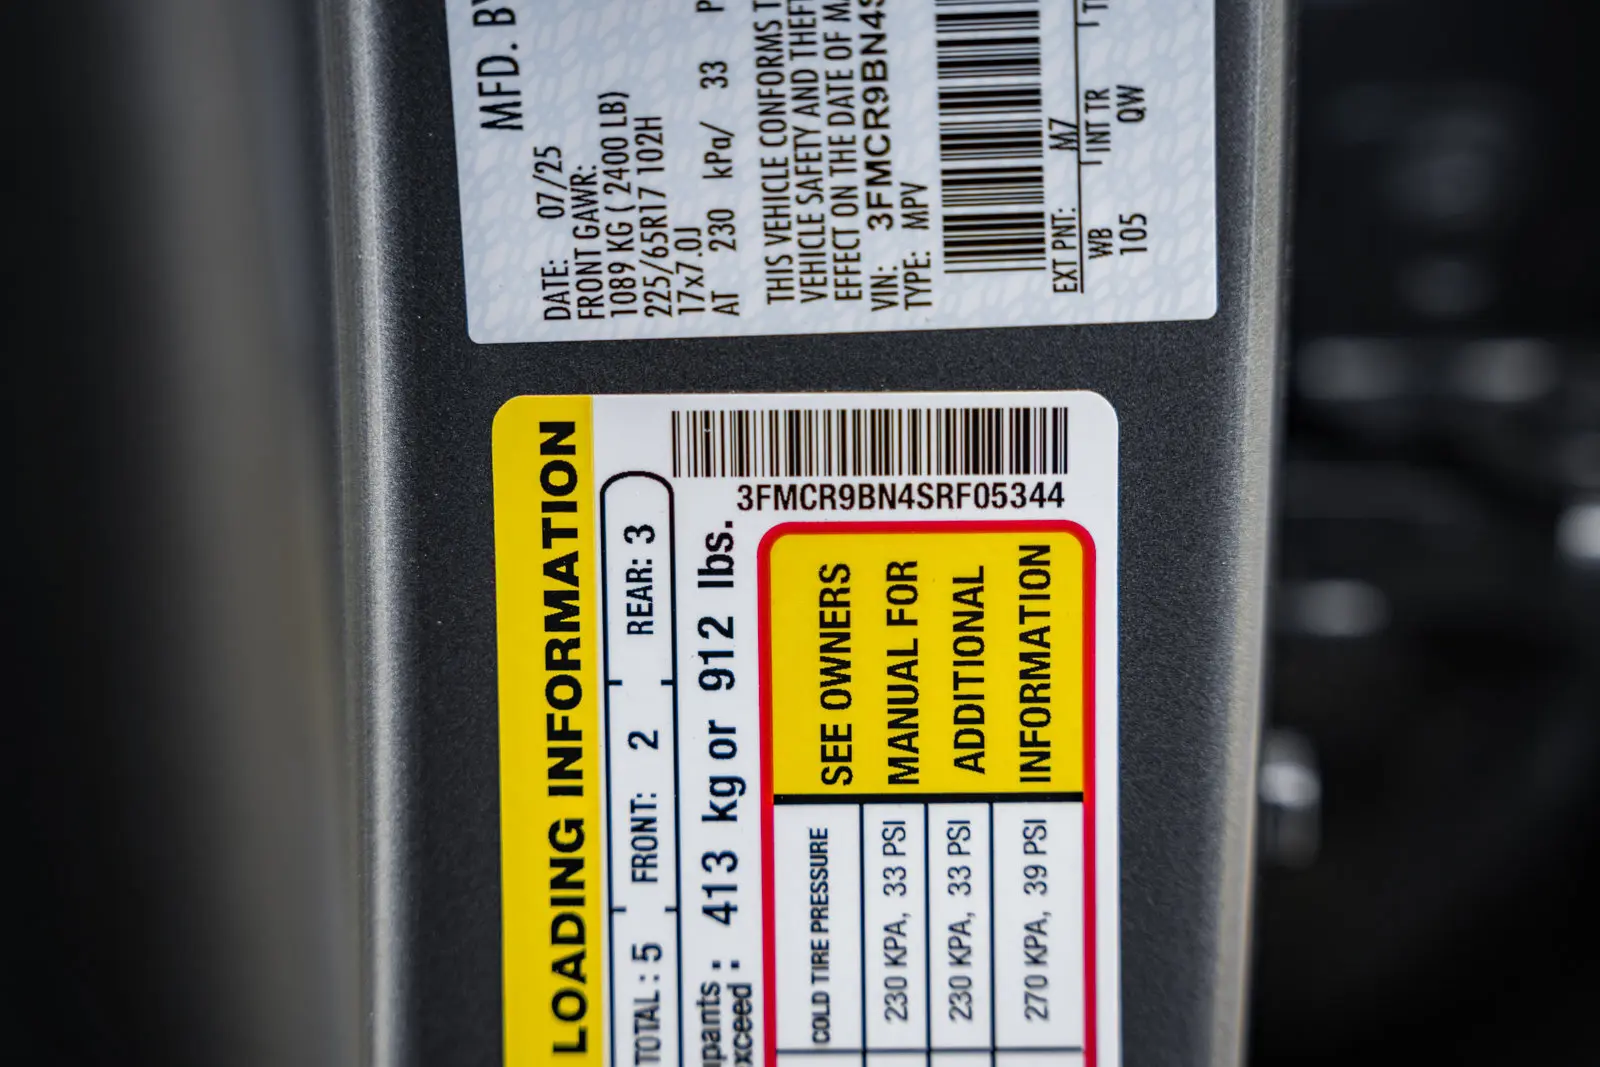 MFD. BY
DATE: 07/25
FRONT GAWR:
1089 KG ( 2400 LB)
225/65R17 102H
17x7.0J
AT 230 kPa/ 33 P
THIS VEHICLE CONFORMS T
VEHICLE SAFETY AND THEF
EFFECT ON THE DATE OF M
VIN: 3FMCR9BN4S
TYPE: MPV
EXT PNT: M7
WB INT TR
105 QW
LOADING INFORMATION
TOTAL : 5 FRONT: 2 REAR: 3
upants :
xceed : 413 kg or 912 lbs.
3FMCR9BN4SRF05344
COLD TIRE PRESSURE
230 KPA, 33 PSI
230 KPA, 33 PSI
270 KPA, 39 PSI
SEE OWNERS
MANUAL FOR
ADDITIONAL
INFORMATION